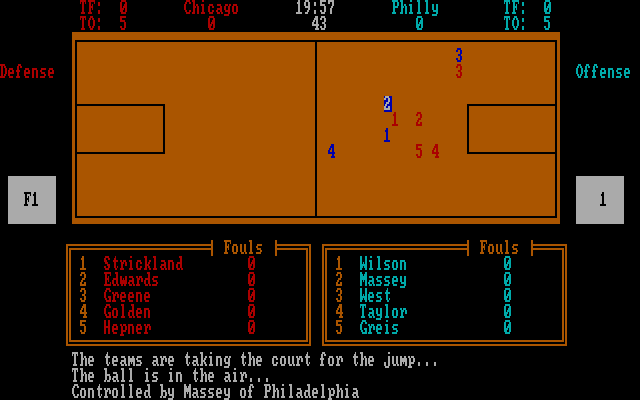 TF: 0 Chicago 19:57 Philly TF: 0
TO: 5 0 43 0 TO: 5
3
Defense 3 Offense
2
1 2
1
4 5 4
F1 1
Fouls Fouls
1 Strickland 0 1 Wilson 0
2 Edwards 0 2 Massey 0
3 Greene 0 3 West 0
4 Golden 0 4 Taylor 0
5 Hepner 0 5 Greis 0
The teams are taking the court for the jump...
The ball is in the air...
Controlled by Massey of Philadelphia